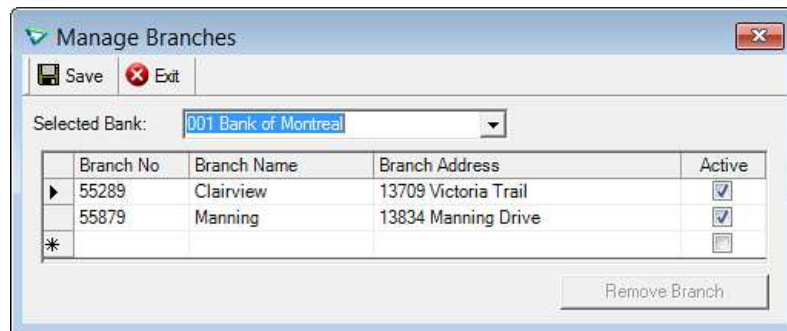 Manage Branches
Save Exit
Selected Bank: 001 Bank of Montreal
Branch No Branch Name Branch Address Active
55289 Clairview 13709 Victoria Trail
55879 Manning 13834 Manning Drive
Remove Branch